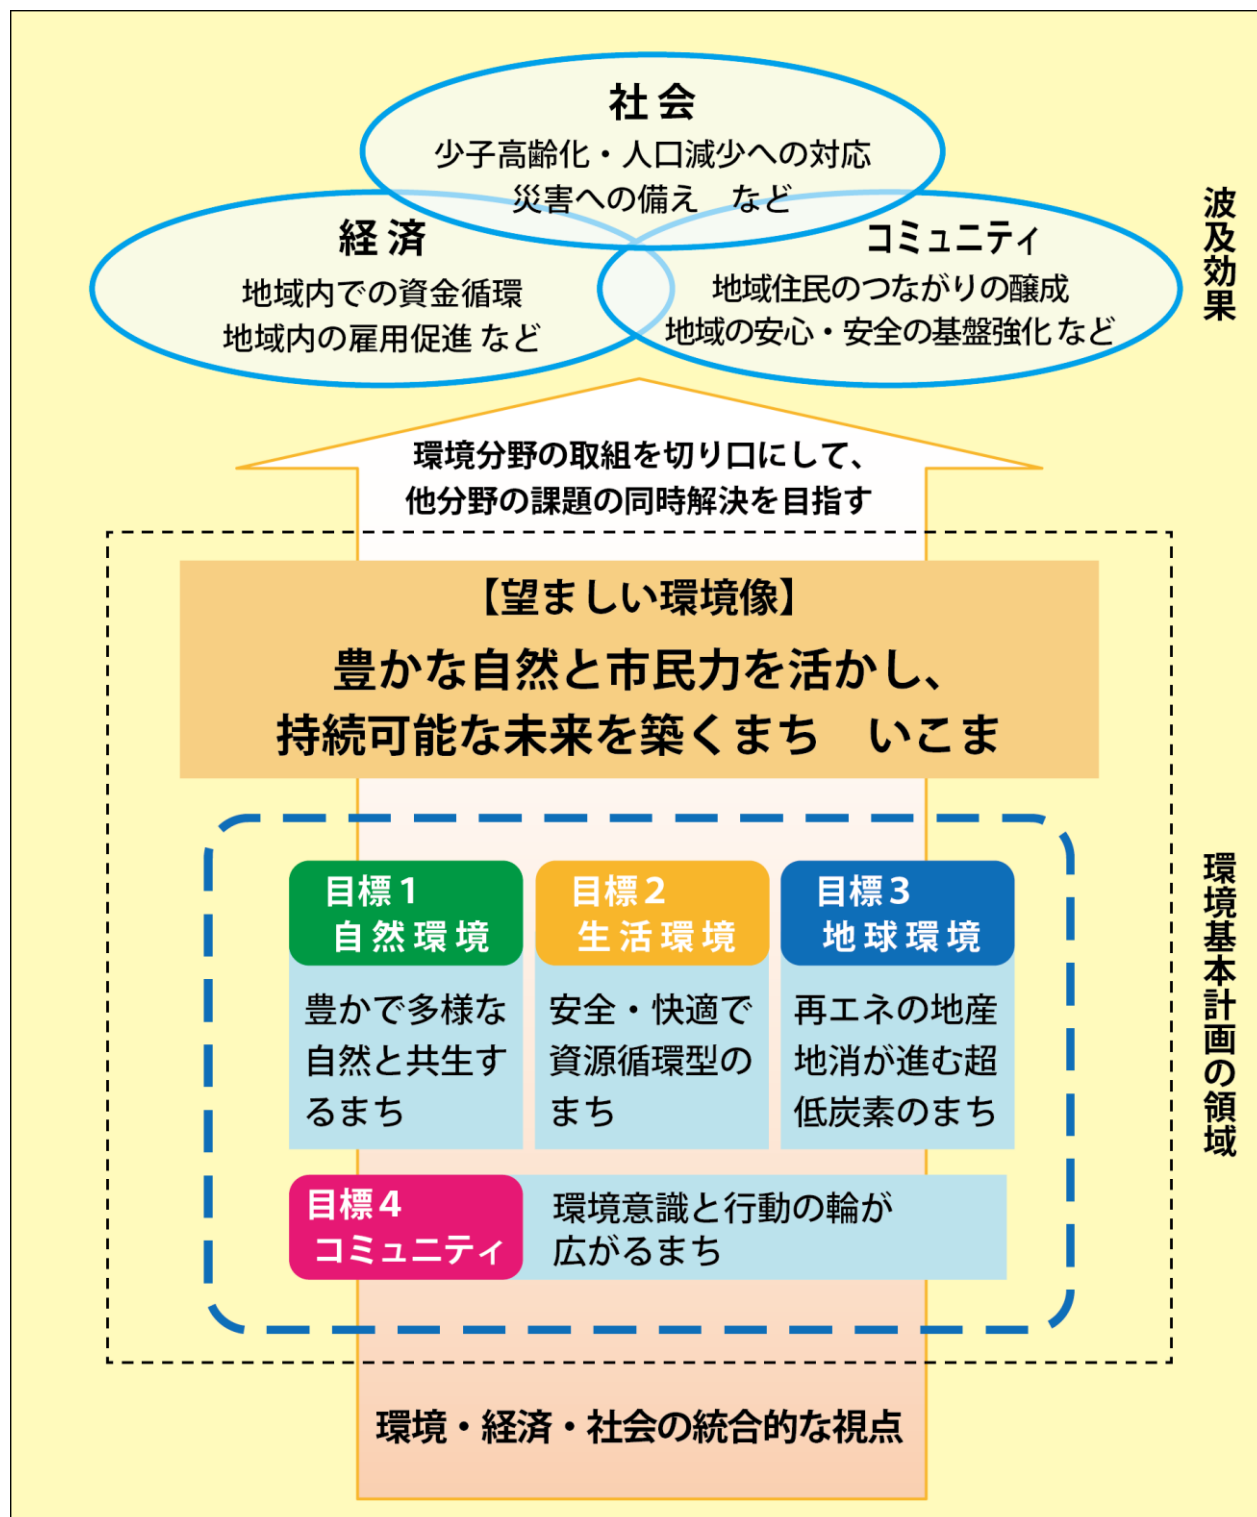 社会
少子高齢化・人口減少への対応
災害への備え　など
経済
地域内での資金循環
地域内の雇用促進 など
コミュニティ
地域住民のつながりの醸成
地域の安心・安全の基盤強化 など
波及効果
環境分野の取組を切り口にして、
他分野の課題の同時解決を目指す
【望ましい環境像】
豊かな自然と市民力を活かし、
持続可能な未来を築くまち　いこま
目標1
自然環境
豊かで多様な
自然と共生す
るまち
目標2
生活環境
安全・快適で
資源循環型の
まち
目標3
地球環境
再エネの地産
地消が進む超
低炭素のまち
目標4
コミュニティ
環境意識と行動の輪が
広がるまち
環境基本計画の領域
環境・経済・社会の統合的な視点